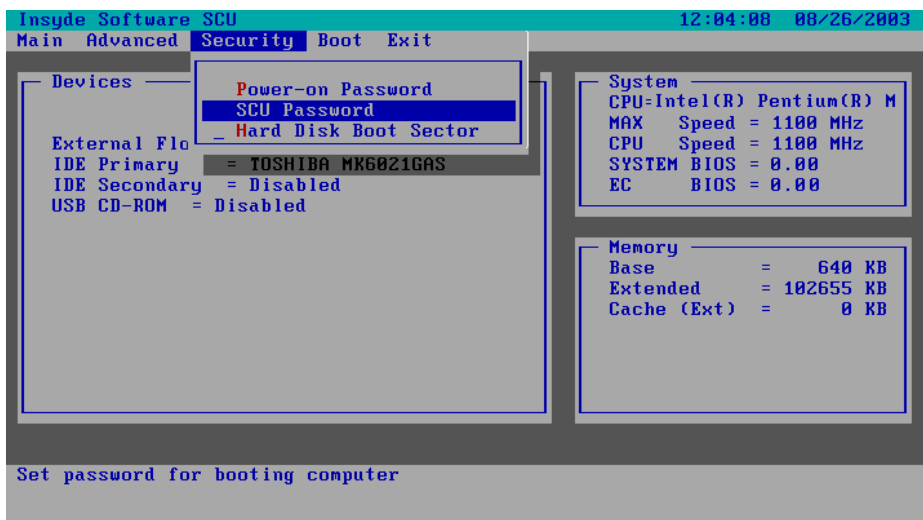 Insyde Software SCU 12:04:08 08/26/2003
Main Advanced Security Boot Exit
Power-on Password
SCU Password
_ Hard Disk Boot Sector
Devices
External Flo
IDE Primary = TOSHIBA MK6021GAS
IDE Secondary = Disabled
USB CD-ROM = Disabled
System
CPU=Intel(R) Pentium(R) M
MAX Speed = 1100 MHz
CPU Speed = 1100 MHz
SYSTEM BIOS = 0.00
EC BIOS = 0.00
Memory
Base = 640 KB
Extended = 102655 KB
Cache (Ext) = 0 KB
Set password for booting computer